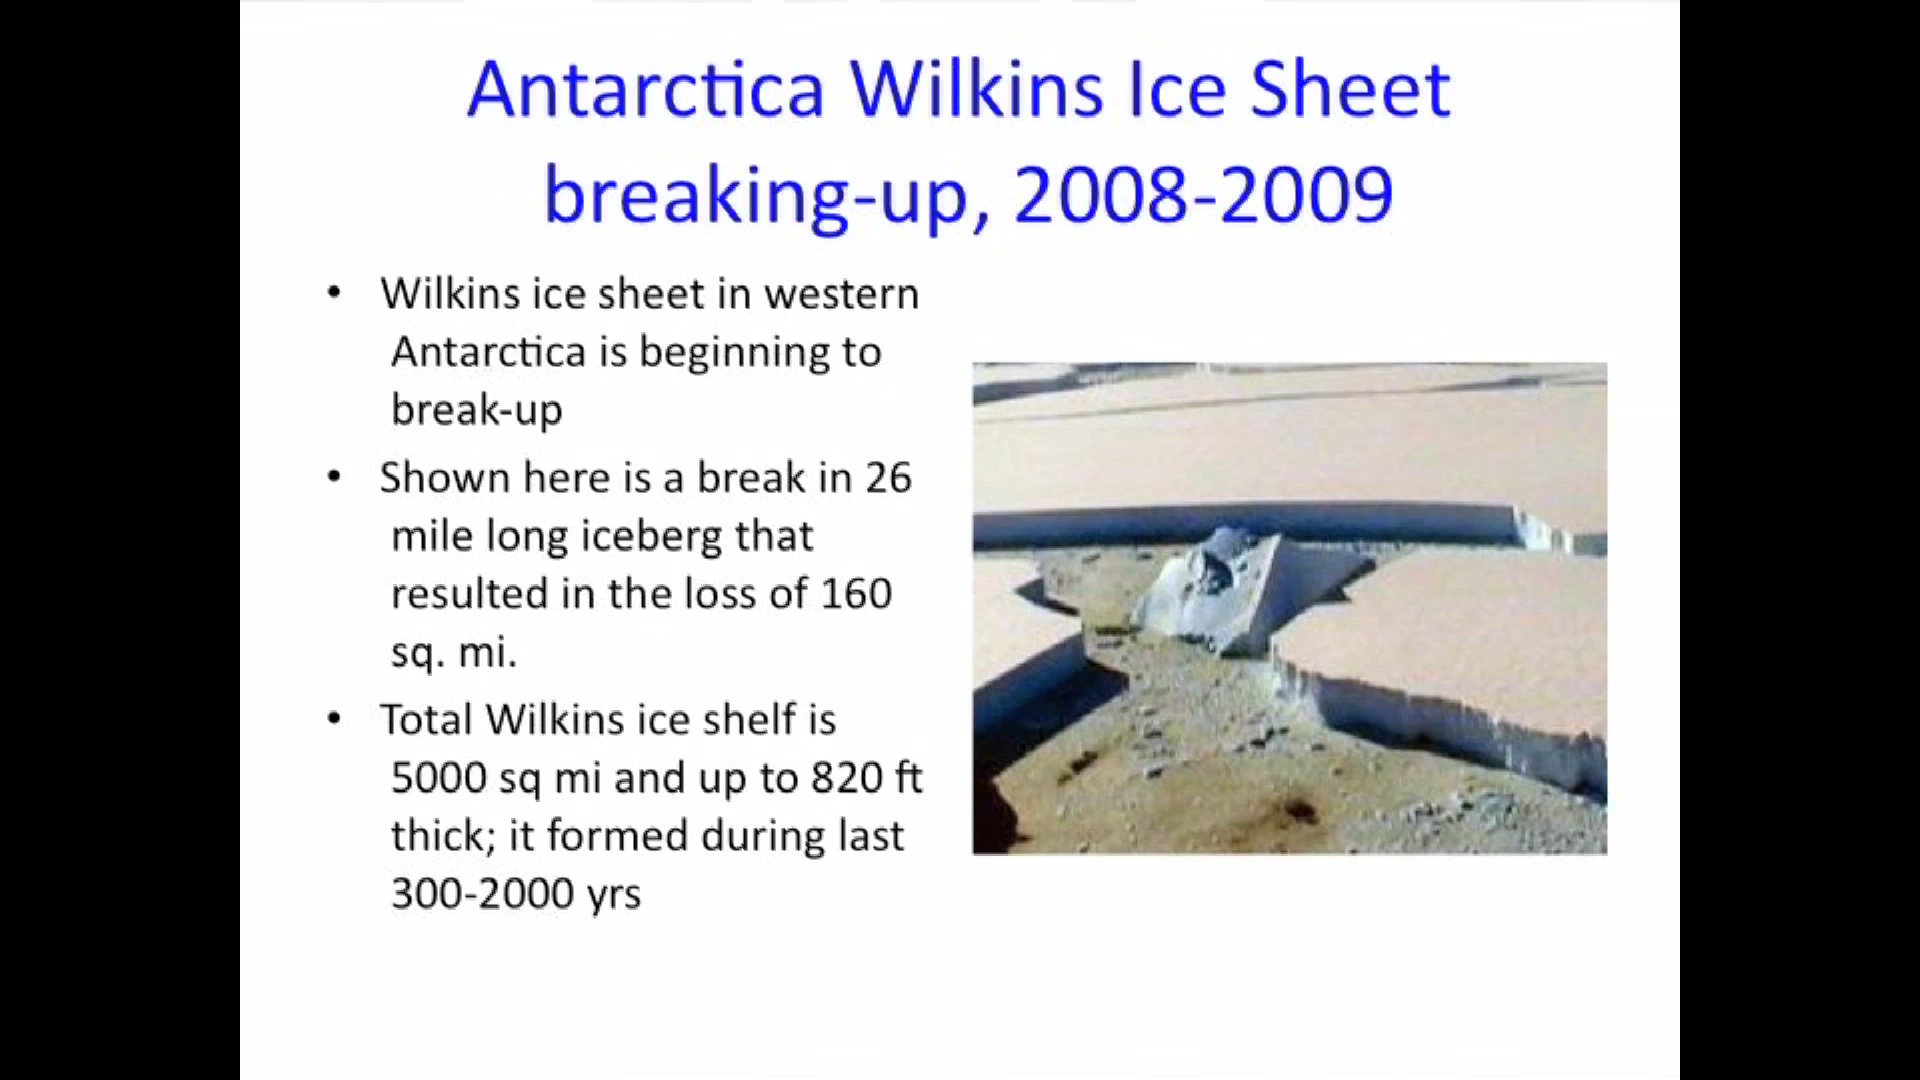 Antarctica Wilkins Ice Sheet
breaking-up, 2008-2009
• Wilkins ice sheet in western
Antarctica is beginning to
break-up
• Shown here is a break in 26
mile long iceberg that
resulted in the loss of 160
sq. mi.
• Total Wilkins ice shelf is
5000 sq mi and up to 820 ft
thick; it formed during last
300-2000 yrs